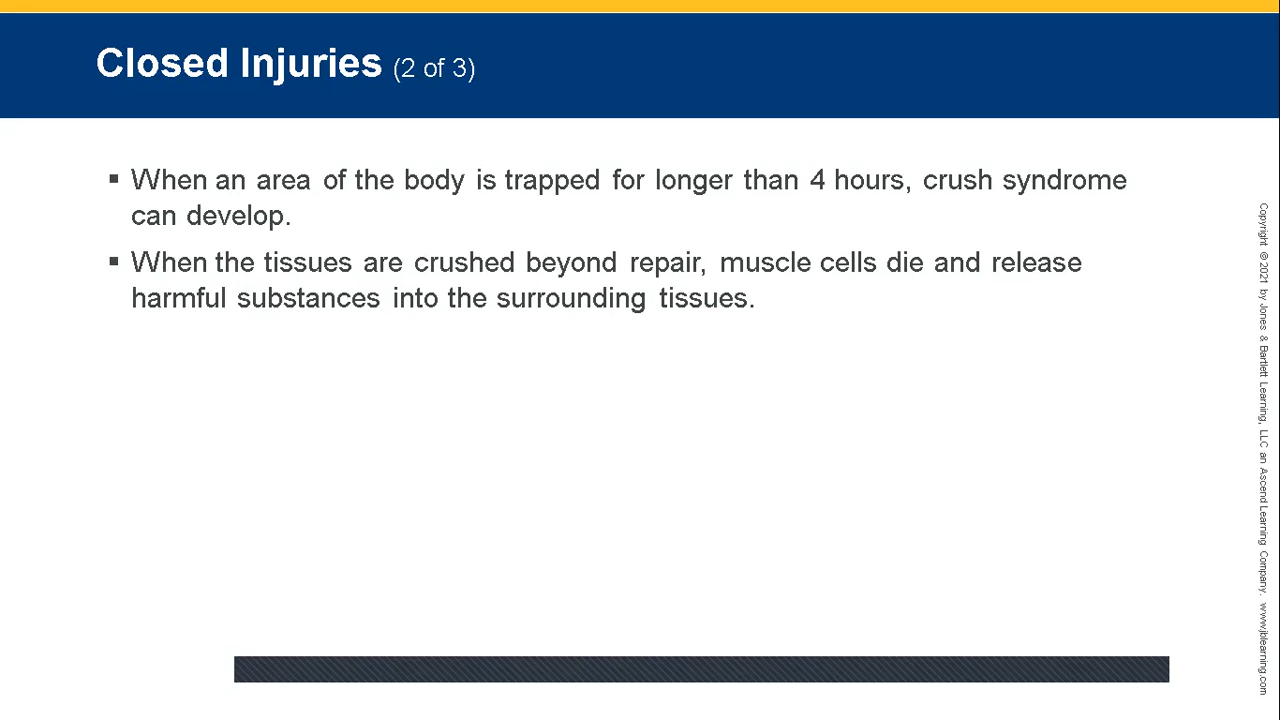 Closed Injuries (2 of 3)
▪ When an area of the body is trapped for longer than 4 hours, crush syndrome
can develop.
▪ When the tissues are crushed beyond repair, muscle cells die and release
harmful substances into the surrounding tissues.
Copyright © 2021 by Jones & Bartlett Learning, LLC an Ascend Learning Company. www.jblearning.com